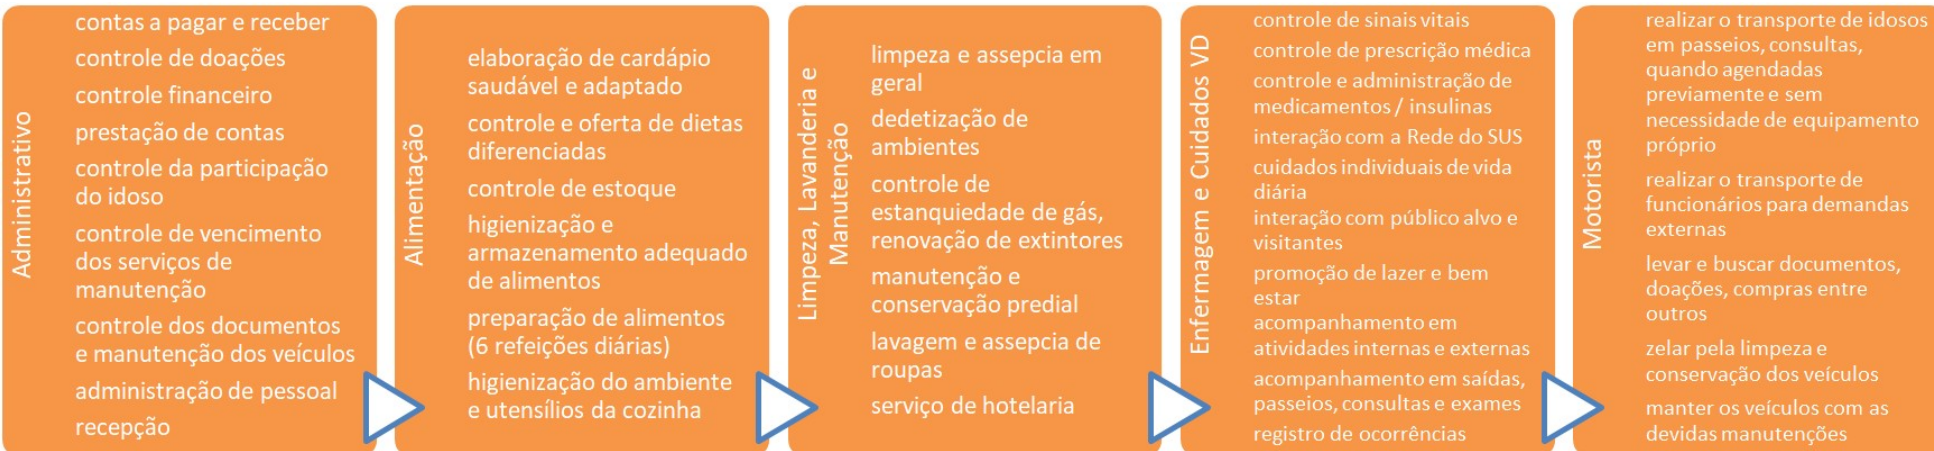 Administrativo
contas a pagar e receber
controle de doações
controle financeiro
prestação de contas
controle da participação
do idoso
controle de vencimento
dos serviços de
manutenção
controle dos documentos
e manutenção dos veículos
administração de pessoal
recepção
Alimentação
elaboração de cardápio
saudável e adaptado
controle e oferta de dietas
diferenciadas
controle de estoque
higienização e
armazenamento adequado
de alimentos
preparação de alimentos
(6 refeições diárias)
higienização do ambiente
e utensílios da cozinha
Limpeza, Lavanderia e
Manutenção
limpeza e assepcia em
geral
dedetização de
ambientes
controle de
estanquiedade de gás,
renovação de extintores
manutenção e
conservação predial
lavagem e assepcia de
roupas
serviço de hotelaria
Enfermagem e Cuidados VD
controle de sinais vitais
controle de prescrição médica
controle e administração de
medicamentos / insulinas
interação com a Rede do SUS
cuidados individuais de vida
diária
interação com público alvo e
visitantes
promoção de lazer e bem
estar
acompanhamento em
atividades internas e externas
acompanhamento em saídas,
passeios, consultas e exames
registro de ocorrências
Motorista
realizar o transporte de idosos
em passeios, consultas,
quando agendadas
previamente e sem
necessidade de equipamento
próprio
realizar o transporte de
funcionários para demandas
externas
levar e buscar documentos,
doações, compras entre
outros
zelar pela limpeza e
conservação dos veículos
manter os veículos com as
devidas manutenções